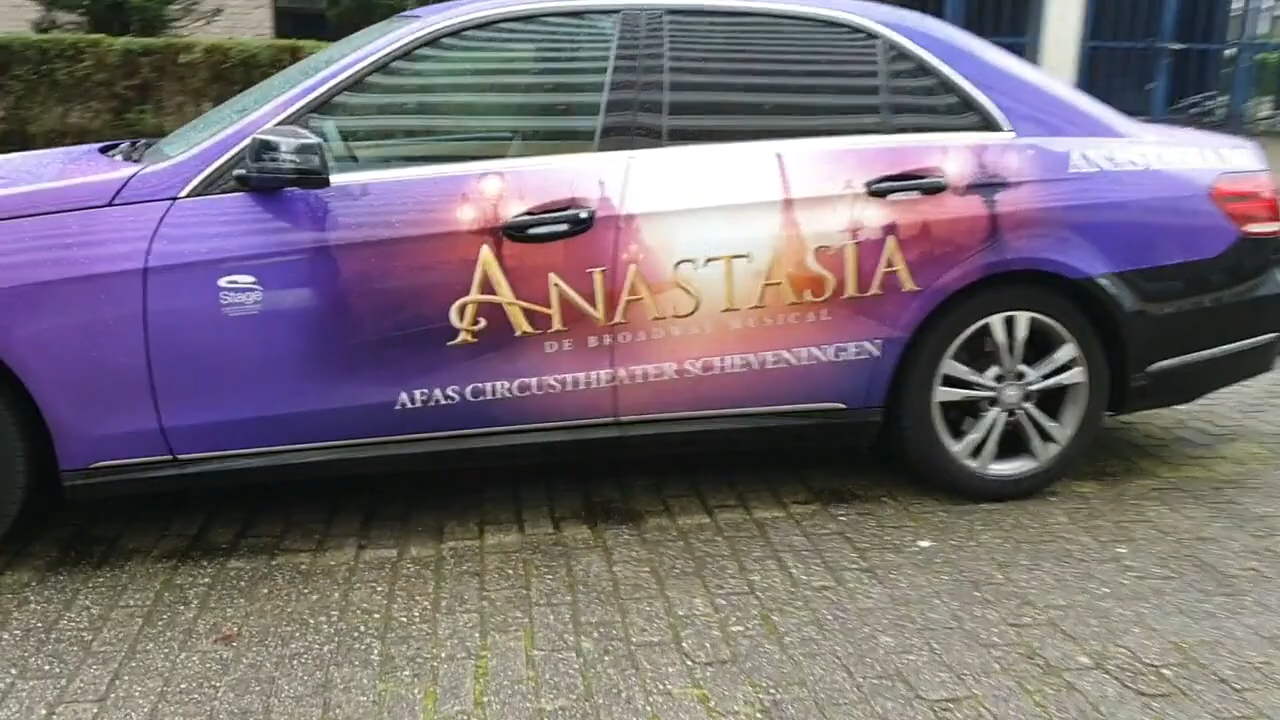 Stage
ANASTASIA
DE BROADWAY MUSICAL
AFAS CIRCUSTHEATER SCHEVENINGEN